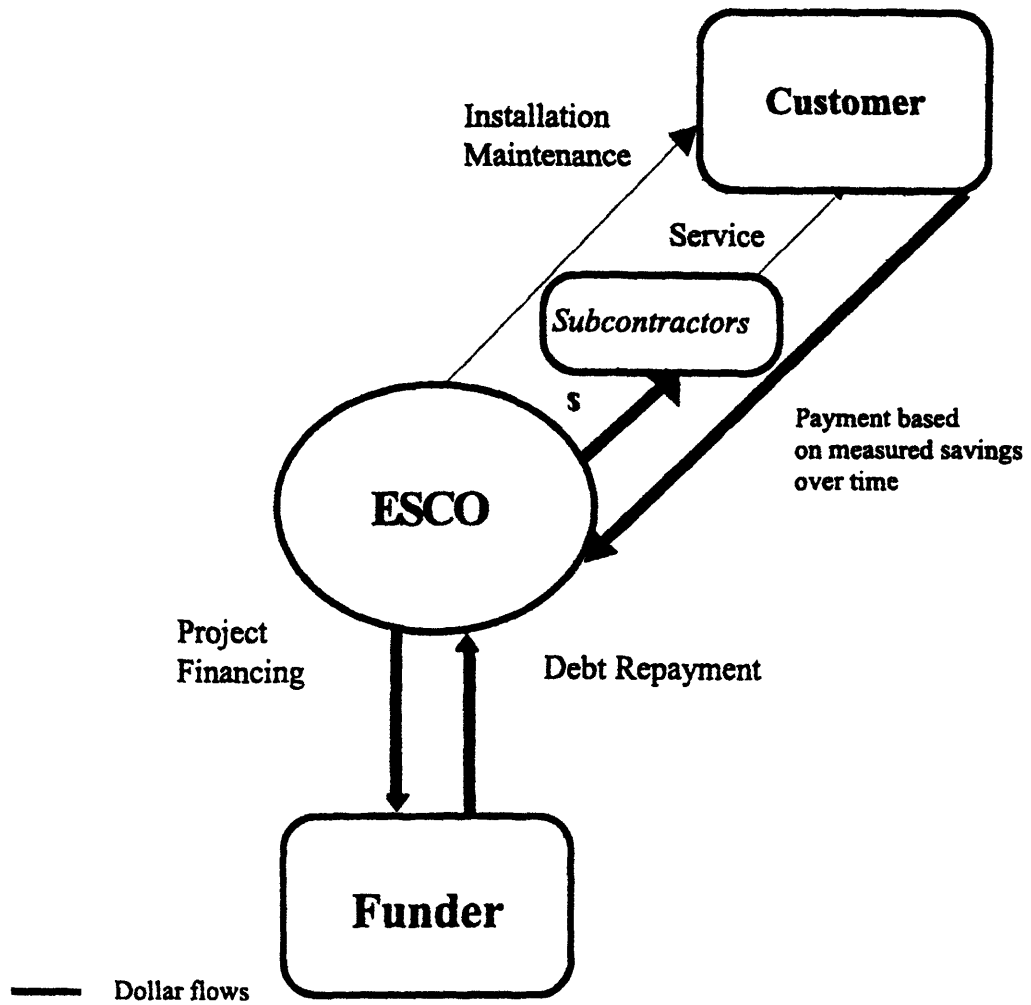 Customer
Installation
Maintenance
Service
Subcontractors
$
Payment based
on measured savings
over time
ESCO
Project
Financing
Debt Repayment
Funder
Dollar flows